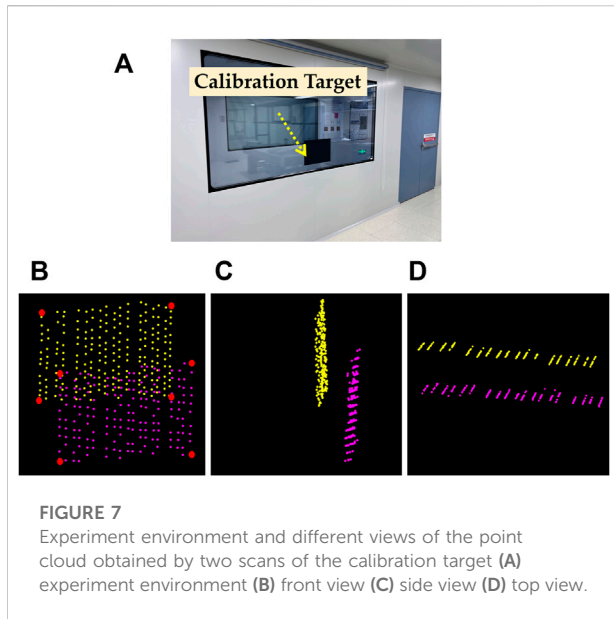 A
Calibration Target
B
C
D
FIGURE 7
Experiment environment and different views of the point
cloud obtained by two scans of the calibration target (A)
experiment environment (B) front view (C) side view (D) top view.